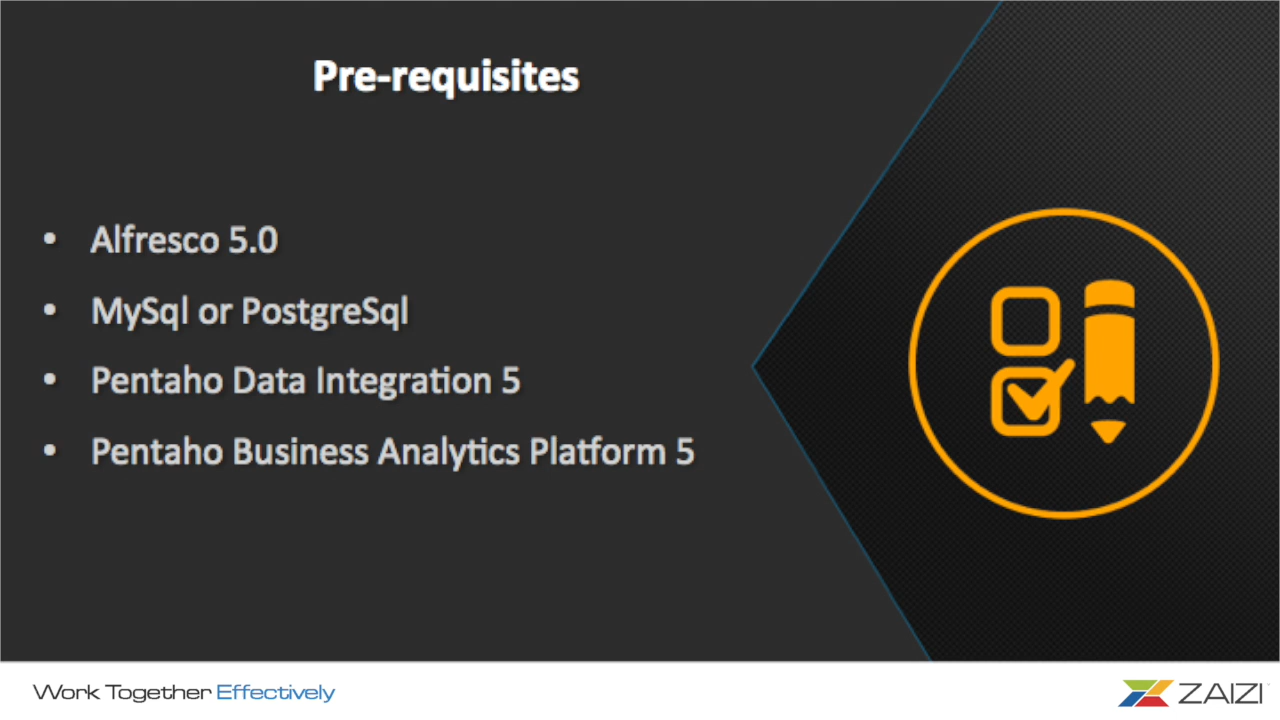 Pre-requisites
• Alfresco 5.0
• MySql or PostgreSql
• Pentaho Data Integration 5
• Pentaho Business Analytics Platform 5
Work Together Effectively
ZAIZI